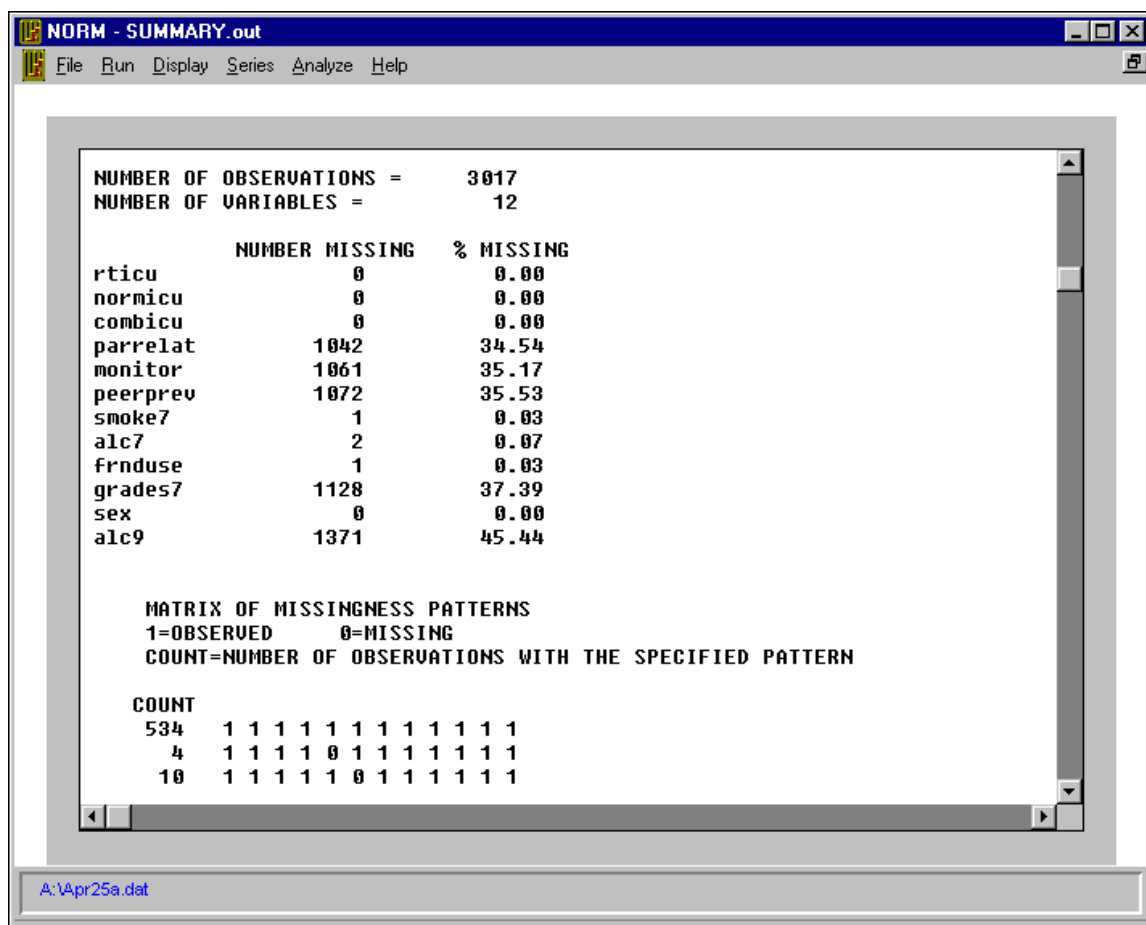 NORM - SUMMARY.out
File Run Display Series Analyze Help
NUMBER OF OBSERVATIONS = 3017
NUMBER OF VARIABLES = 12
NUMBER MISSING % MISSING
rticu 0 0.00
normicu 0 0.00
combicu 0 0.00
parrelat 1042 34.54
monitor 1061 35.17
peerprev 1072 35.53
smoke7 1 0.03
alc7 2 0.07
frnduse 1 0.03
grades7 1128 37.39
sex 0 0.00
alc9 1371 45.44
MATRIX OF MISSINGNESS PATTERNS
1=OBSERVED 0=MISSING
COUNT=NUMBER OF OBSERVATIONS WITH THE SPECIFIED PATTERN
COUNT
534 1 1 1 1 1 1 1 1 1 1 1 1
4 1 1 1 1 0 1 1 1 1 1 1 1
10 1 1 1 1 1 0 1 1 1 1 1 1
A:\Apr25a.dat